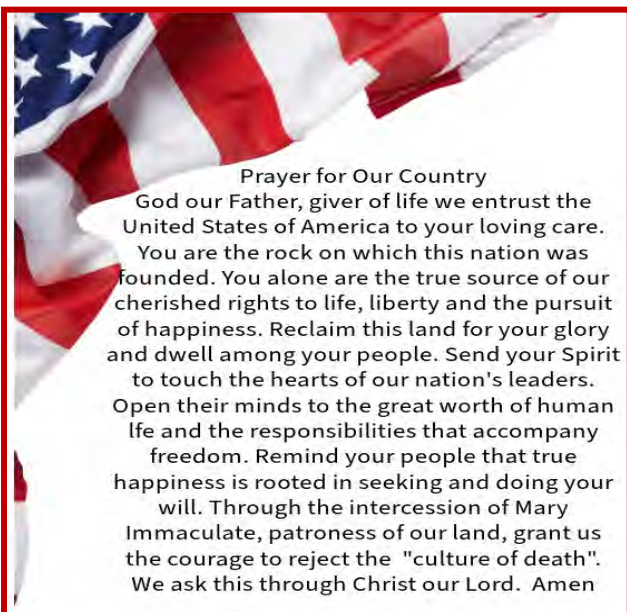 Prayer for Our Country
God our Father, giver of life we entrust the
United States of America to your loving care.
You are the rock on which this nation was
founded. You alone are the true source of our
cherished rights to life, liberty and the pursuit
of happiness. Reclaim this land for your glory
and dwell among your people. Send your Spirit
to touch the hearts of our nation's leaders.
Open their minds to the great worth of human
lfe and the responsibilities that accompany
freedom. Remind your people that true
happiness is rooted in seeking and doing your
will. Through the intercession of Mary
Immaculate, patroness of our land, grant us
the courage to reject the  "culture of death".
We ask this through Christ our Lord.  Amen